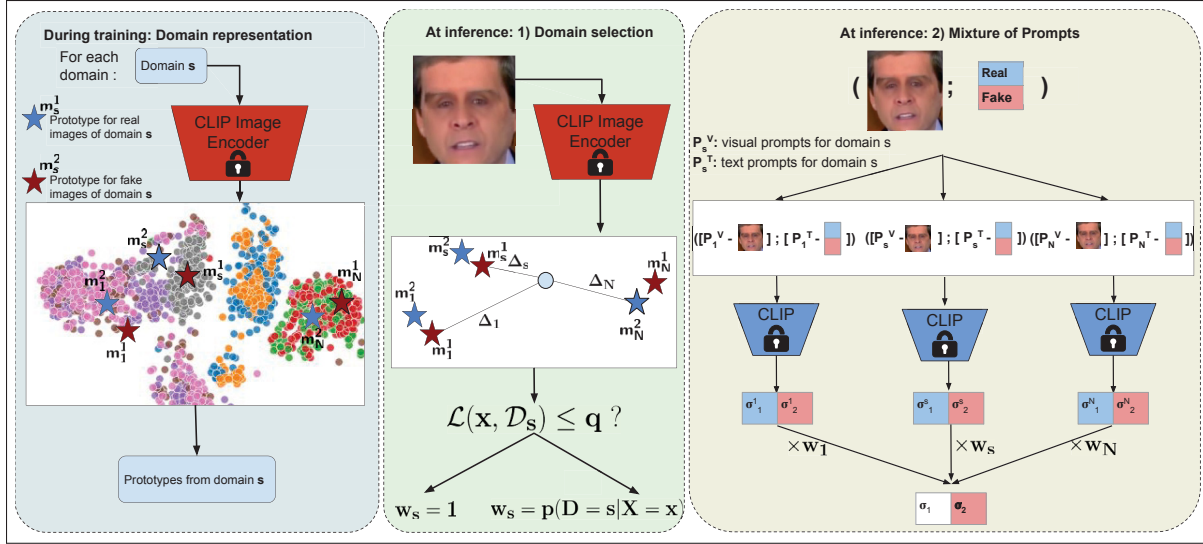 During training: Domain representation
For each
domain :
Domain s
m_s^1
Prototype for real
images of domain s
m_s^2
Prototype for fake
images of domain s
CLIP Image
Encoder
m_s^2
m_s^1
m_1^2
m_1^1
m_N^1
m_N^2
Prototypes from domain s
At inference: 1) Domain selection
CLIP Image
Encoder
m_s^2
m_s^1
Δ_s
m_N^1
Δ_N
m_1^2
Δ_1
m_N^2
m_1^1
L(x, D_s) ≤ q ?
w_s = 1
w_s = p(D = s|X = x)
At inference: 2) Mixture of Prompts
( ; Real )
Fake
P_s^V: visual prompts for domain s
P_s^T: text prompts for domain s
([P_1^V - ] ; [ P_1^T - ]) ([P_s^V - ] ; [ P_s^T - ]) ([P_N^V - ] ; [ P_N^T - ])
CLIP
CLIP
CLIP
σ^1_1 σ^1_2
σ^s_1 σ^s_2
σ^N_1 σ^N_2
×w_1
×w_s
×w_N
σ_1 σ_2